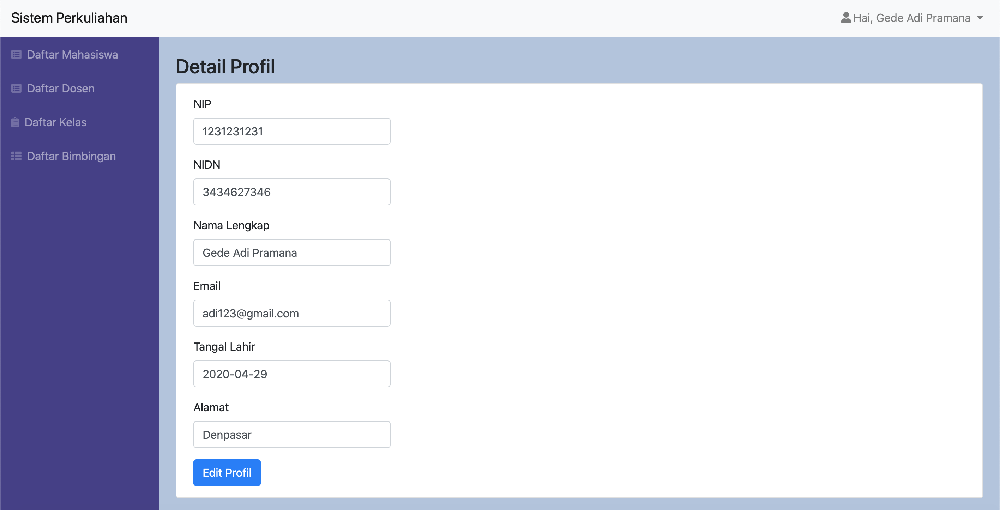 Sistem Perkuliahan
Hai, Gede Adi Pramana
Daftar Mahasiswa
Daftar Dosen
Daftar Kelas
Daftar Bimbingan
Detail Profil
NIP
1231231231
NIDN
3434627346
Nama Lengkap
Gede Adi Pramana
Email
adi123@gmail.com
Tangal Lahir
2020-04-29
Alamat
Denpasar
Edit Profil